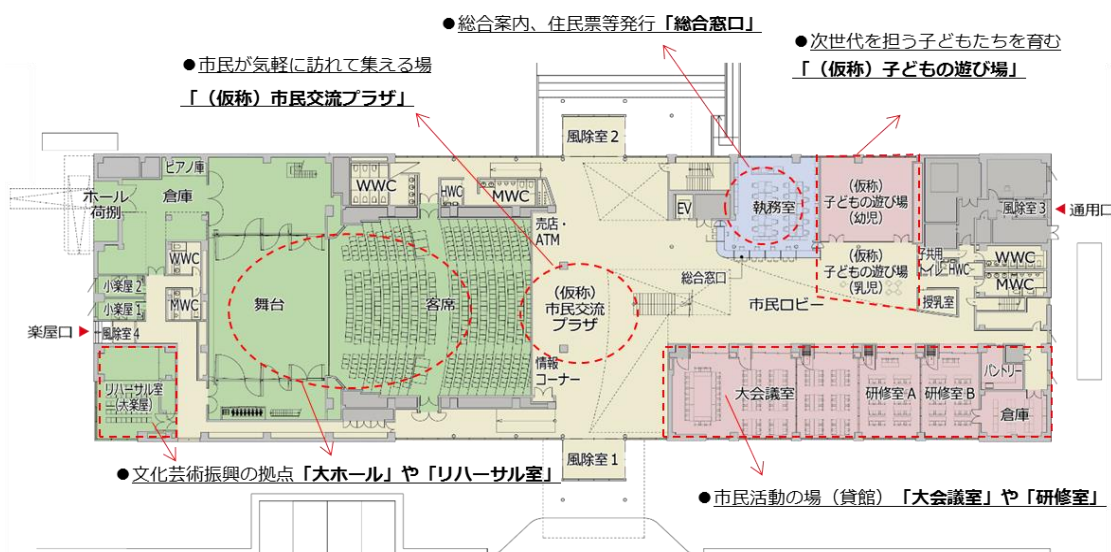 ●総合案内、住民票等発行「総合窓口」
●次世代を担う子どもたちを育む
「（仮称）子どもの遊び場」
●市民が気軽に訪れて集える場
「（仮称）市民交流プラザ」
風除室２
ピアノ庫
ホール
荷捌
倉庫
WWC
HWC
MWC
売店・
ATM
EV
執務室
（仮称）
子どもの遊び場
（幼児）
風除室３
通用口
WWC
MWC
小楽屋２
小楽屋１
楽屋口
風除室４
舞台
客席
（仮称）
市民交流
プラザ
総合窓口
市民ロビー
（仮称）
子どもの遊び場
（乳児）
子供用
トイレ
HWC
WWC
MWC
授乳室
リハーサル室
（大楽屋）
情報
コーナー
大会議室
研修室A
研修室B
パントリー
倉庫
風除室１
●文化芸術振興の拠点「大ホール」や「リハーサル室」
●市民活動の場（貸館）「大会議室」や「研修室」